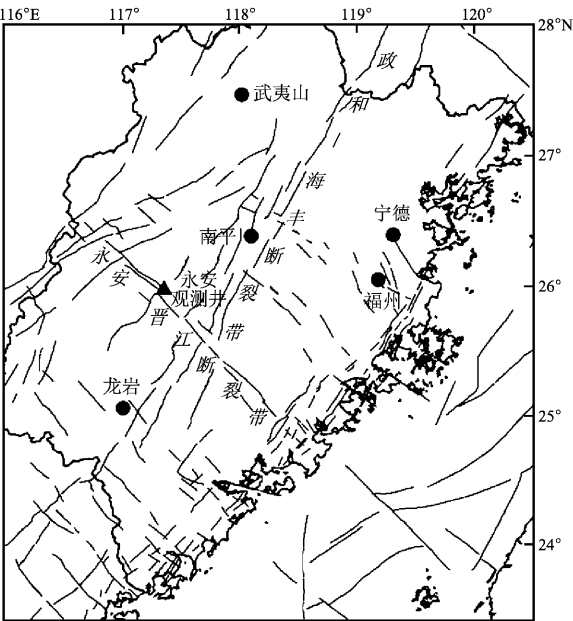 116°E 117° 118° 119° 120° 28°N
政和海丰断裂带
武夷山
27°
宁德
南平
永安晋江断裂带
永安
观测井
26°
福州
龙岩
25°
24°